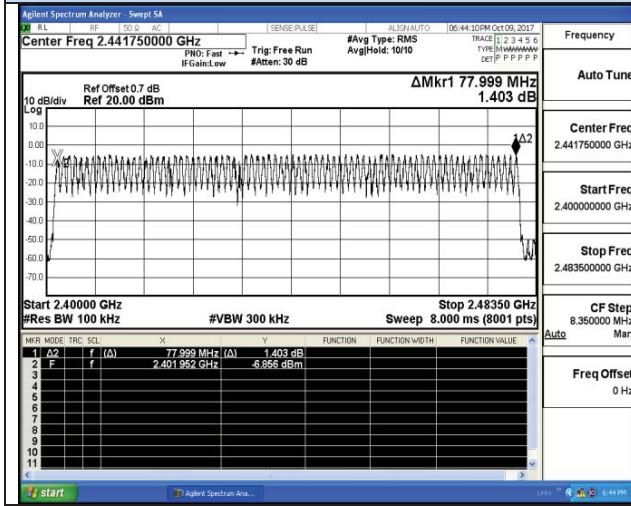 Agilent Spectrum Analyzer - Swept SA
RL RF 50 Ω AC SENSE:PULSE ALIGN AUTO 06:44:10 PM Oct 09, 2017
Center Freq 2.441750000 GHz
PNO: Fast
IFGain:Low
Trig: Free Run
#Atten: 30 dB
#Avg Type: RMS
Avg|Hold: 10/10
TRACE 1 2 3 4 5 6
TYPE M
DET P P P P P P
Ref Offset 0.7 dB
10 dB/div Ref 20.00 dBm
Log
ΔMkr1 77.999 MHz
1.403 dB
10.0
0.00
-10.0
-20.0
-30.0
-40.0
-50.0
-60.0
-70.0
1Δ2
Start 2.40000 GHz Stop 2.48350 GHz
#Res BW 100 kHz #VBW 300 kHz Sweep 8.000 ms (8001 pts)
MKR MODE TRC SCL X Y FUNCTION FUNCTION WIDTH FUNCTION VALUE
1 Δ2 f (Δ) 77.999 MHz (Δ) 1.403 dB
2 F f 2.401 952 GHz -6.856 dBm
3
4
5
6
7
8
9
10
11
Frequency
Auto Tune
Center Freq
2.441750000 GHz
Start Freq
2.400000000 GHz
Stop Freq
2.483500000 GHz
CF Step
8.350000 MHz
Auto Man
Freq Offset
0 Hz
start
Agilent Spectrum Ana...
Links
6:44 PM